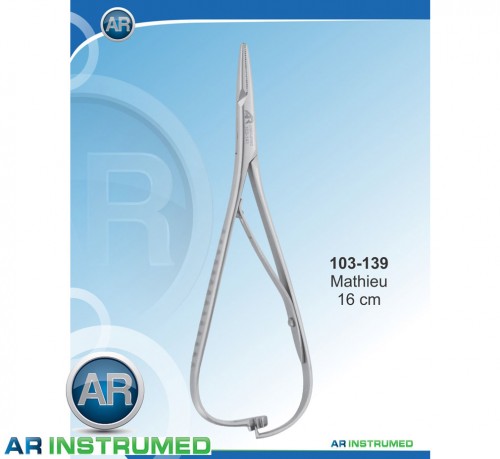 AR
R
103-139
Mathieu
16 cm
AR
AR INSTRUMED
AR INSTRUMED